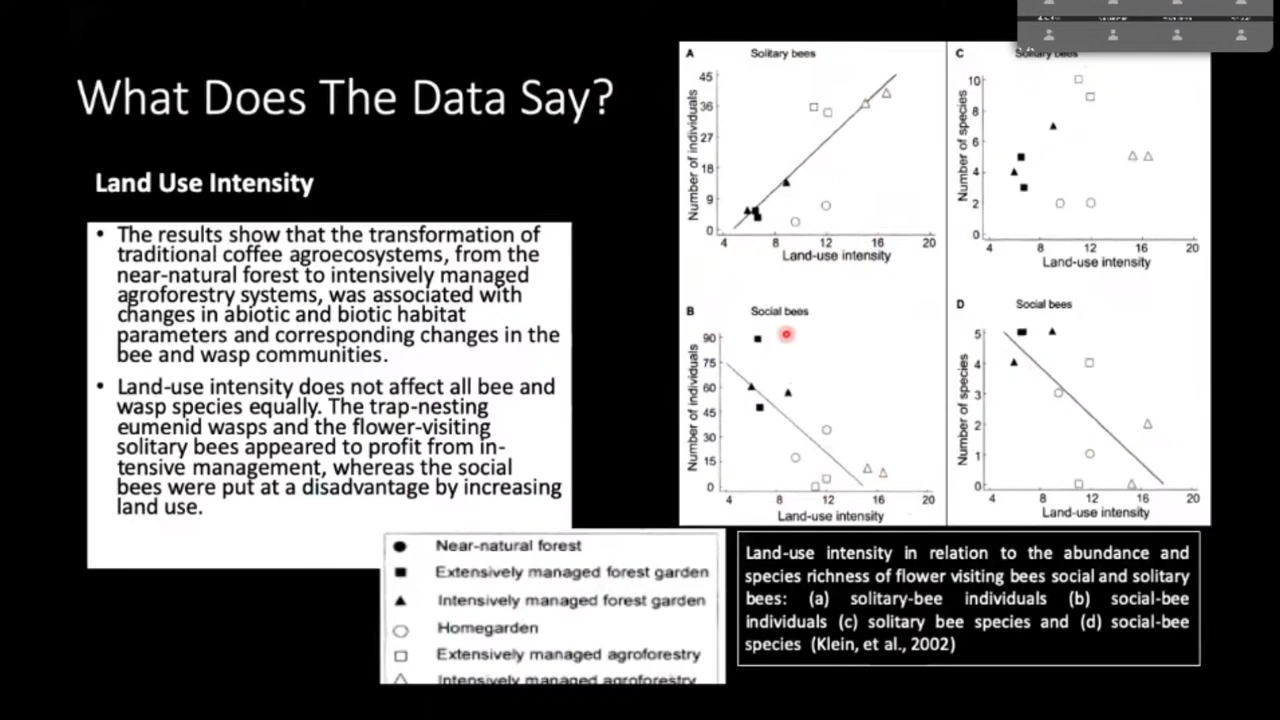 What Does The Data Say?
Land Use Intensity
• The results show that the transformation of
traditional coffee agroecosystems, from the
near-natural forest to intensively managed
agroforestry systems, was associated with
changes in abiotic and biotic habitat
parameters and corresponding changes in the
bee and wasp communities.
• Land-use intensity does not affect all bee and
wasp species equally. The trap-nesting
eumenid wasps and the flower-visiting
solitary bees appeared to profit from in-
tensive management, whereas the social
bees were put at a disadvantage by increasing
land use.
Near-natural forest
Extensively managed forest garden
Intensively managed forest garden
Homegarden
Extensively managed agroforestry
Intensively managed agroforestry
A
Solitary bees
Number of individuals
45
36
27
18
9
0
4 8 12 16 20
Land-use intensity
C
Solitary bees
Number of species
10
8
6
4
2
0
4 8 12 16 20
Land-use intensity
B
Social bees
Number of individuals
90
75
60
45
30
15
0
4 8 12 16 20
Land-use intensity
D
Social bees
Number of species
5
4
3
2
1
0
4 8 12 16 20
Land-use intensity
Land-use intensity in relation to the abundance and
species richness of flower visiting bees social and solitary
bees: (a) solitary-bee individuals (b) social-bee
individuals (c) solitary bee species and (d) social-bee
species (Klein, et al., 2002)